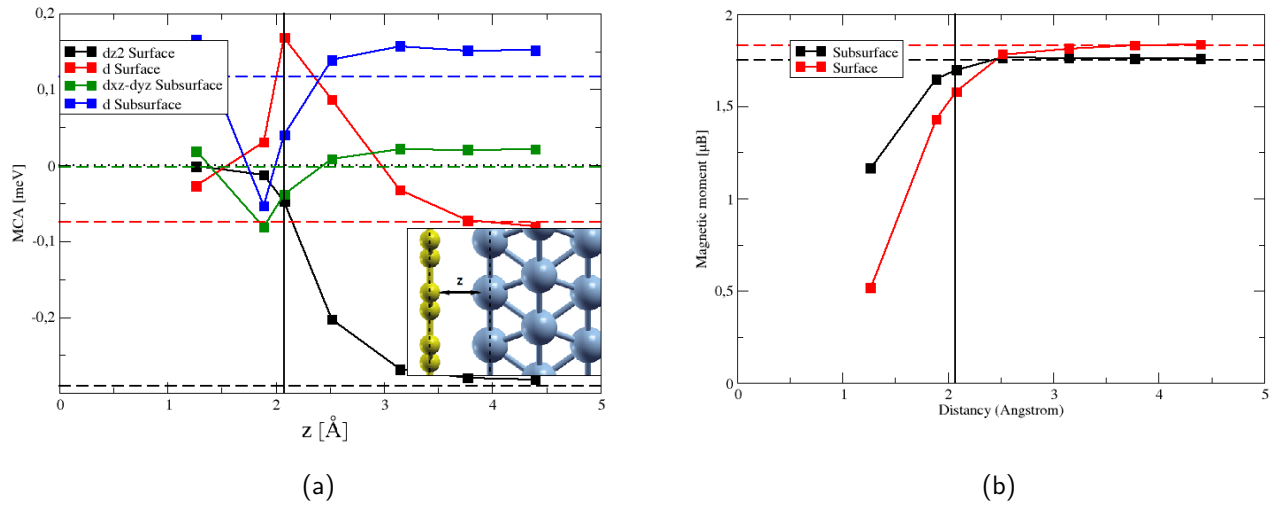 0,2
0,1
0
-0,1
-0,2
MCA [meV]
dz2 Surface
d Surface
dxz-dyz Subsurface
d Subsurface
z
0 1 2 3 4 5
z [Å]
(a)
2
1,5
1
0,5
0
Magnetic moment [µB]
Subsurface
Surface
0 1 2 3 4 5
Distancy (Angstrom)
(b)